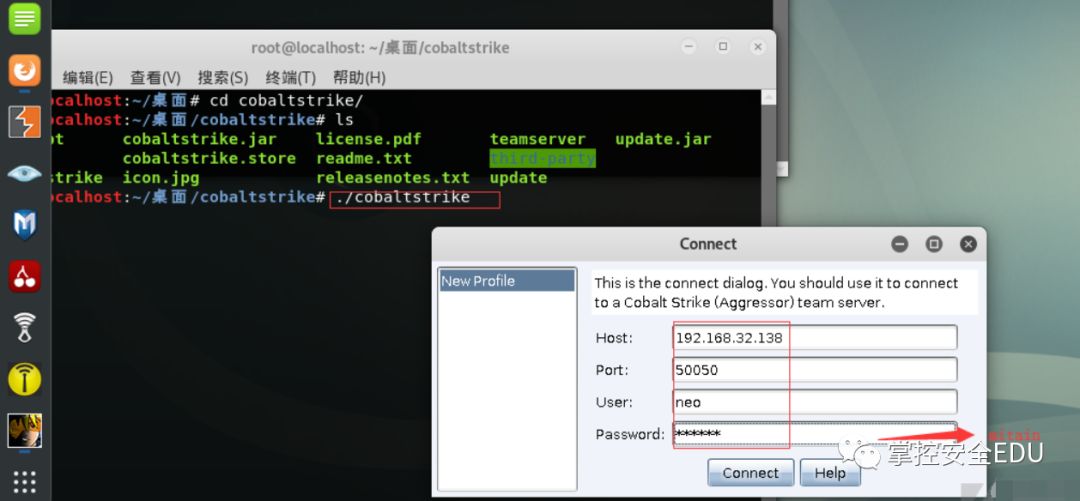 root@localhost: ~/桌面/cobaltstrike
编辑(E) 查看(V) 搜索(S) 终端(T) 帮助(H)
ocalhost:~/桌面# cd cobaltstrike/
ocalhost:~/桌面/cobaltstrike# ls
ot cobaltstrike.jar license.pdf teamserver update.jar
cobaltstrike.store readme.txt third-party
strike icon.jpg releasenotes.txt update
ocalhost:~/桌面/cobaltstrike# ./cobaltstrike
Connect
New Profile
This is the connect dialog. You should use it to connect
to a Cobalt Strike (Aggressor) team server.
Host: 192.168.32.138
Port: 50050
User: neo
Password: ******
掌控安全EDU
Connect Help